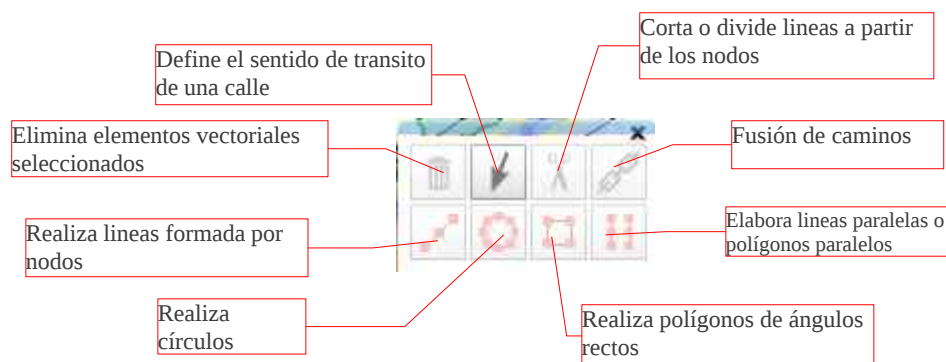 Corta o divide lineas a partir
de los nodos
Define el sentido de transito
de una calle
Elimina elementos vectoriales
seleccionados
Fusión de caminos
Realiza lineas formada por
nodos
Elabora lineas paralelas o
polígonos paralelos
Realiza
círculos
Realiza polígonos de ángulos
rectos